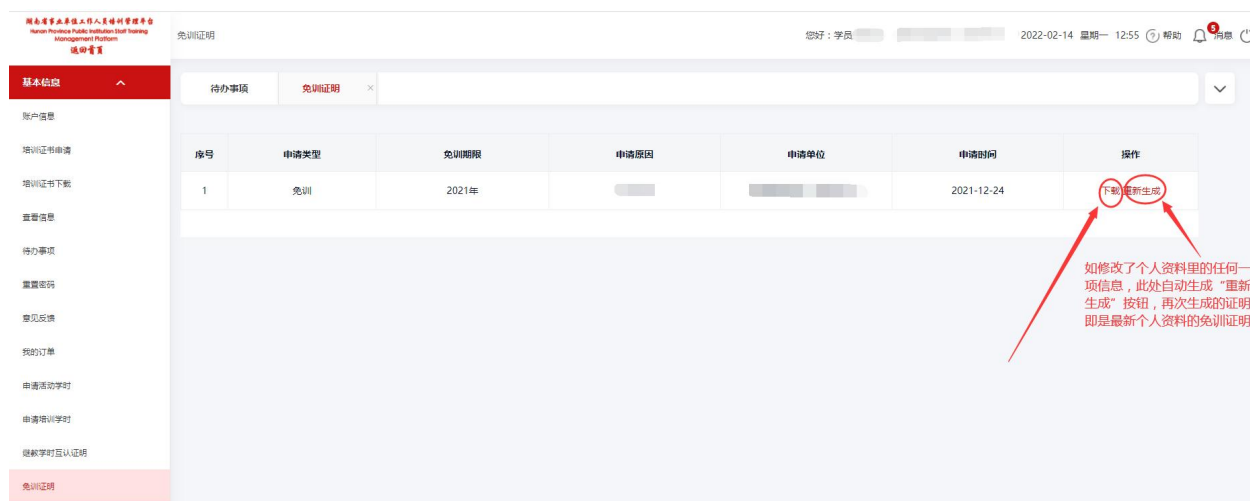 湖南省事业单位工作人员培训管理平台
Hunan Province Public Institution Staff Training
Management Platform
返回首页
免训证明
您好：学员
2022-02-14 星期一 12:55 ? 帮助 5 消息
基本信息
待办事项 免训证明 ×
账户信息
培训证书申请
培训证书下载
查看信息
待办事项
重置密码
意见反馈
我的订单
申请活动学时
申请培训学时
继教学时互认证明
免训证明
序号 申请类型 免训期限 申请原因 申请单位 申请时间 操作
1 免训 2021年 2021-12-24 下载 重新生成
如修改了个人资料里的任何一
项信息，此处自动生成“重新
生成”按钮，再次生成的证明
即是最新个人资料的免训证明